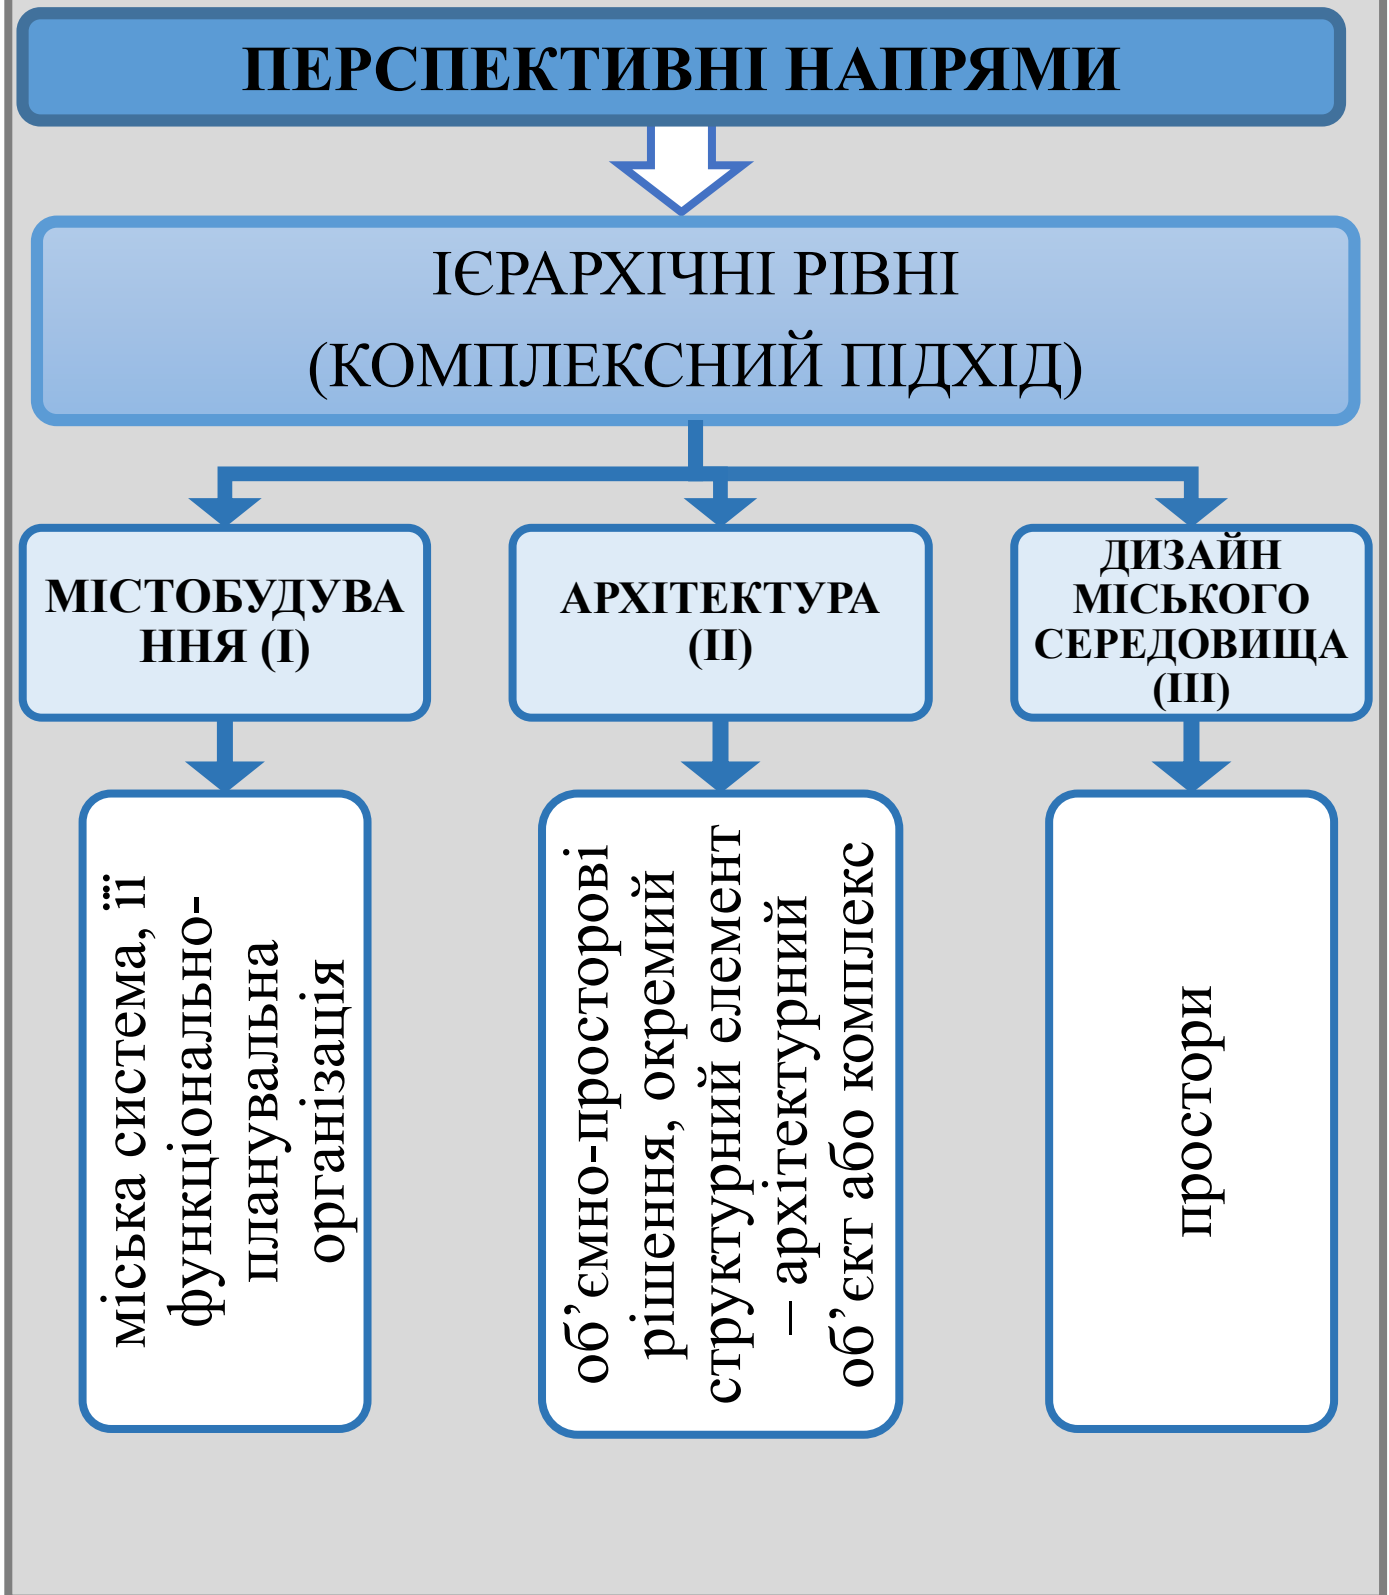 ПЕРСПЕКТИВНІ НАПРЯМИ
ІЄРАРХІЧНІ РІВНІ
(КОМПЛЕКСНИЙ ПІДХІД)
МІСТОБУДУВА
ННЯ (І)
АРХІТЕКТУРА
(ІІ)
ДИЗАЙН
МІСЬКОГО
СЕРЕДОВИЩА
(ІІІ)
міська система, її
функціонально-
планувальна
організація
об’ємно-просторові
рішення, окремий
структурний елемент
– архітектурний
об’єкт або комплекс
простори